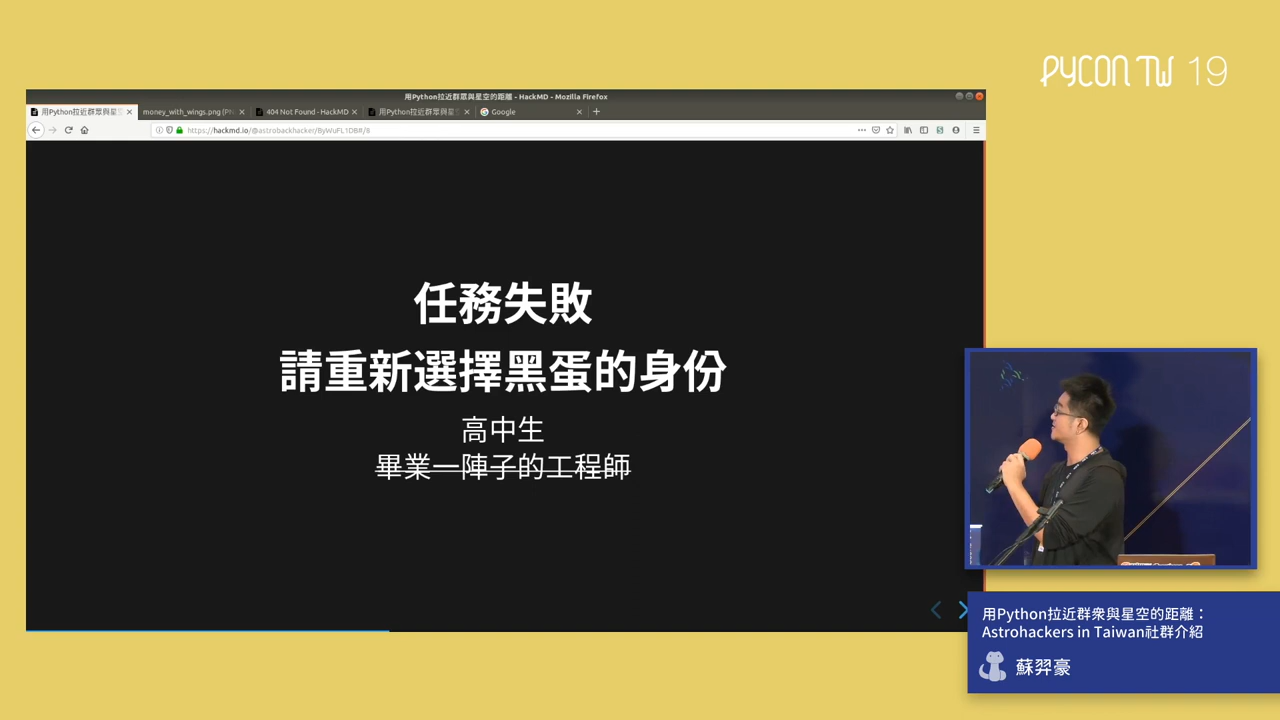 PYCON TW 19
用Python拉近群眾與星空的距離 - HackMD - Mozilla Firefox
用Python拉近群眾與星
money_with_wings.png (PN
404 Not Found - HackMD
用Python拉近群眾與星
Google
https://hackmd.io/@astrobackhacker/ByWuFL1DB#/8
任務失敗
請重新選擇黑蛋的身份
高中生
畢業一陣子的工程師
用Python拉近群眾與星空的距離：
Astrohackers in Taiwan社群介紹
蘇羿豪